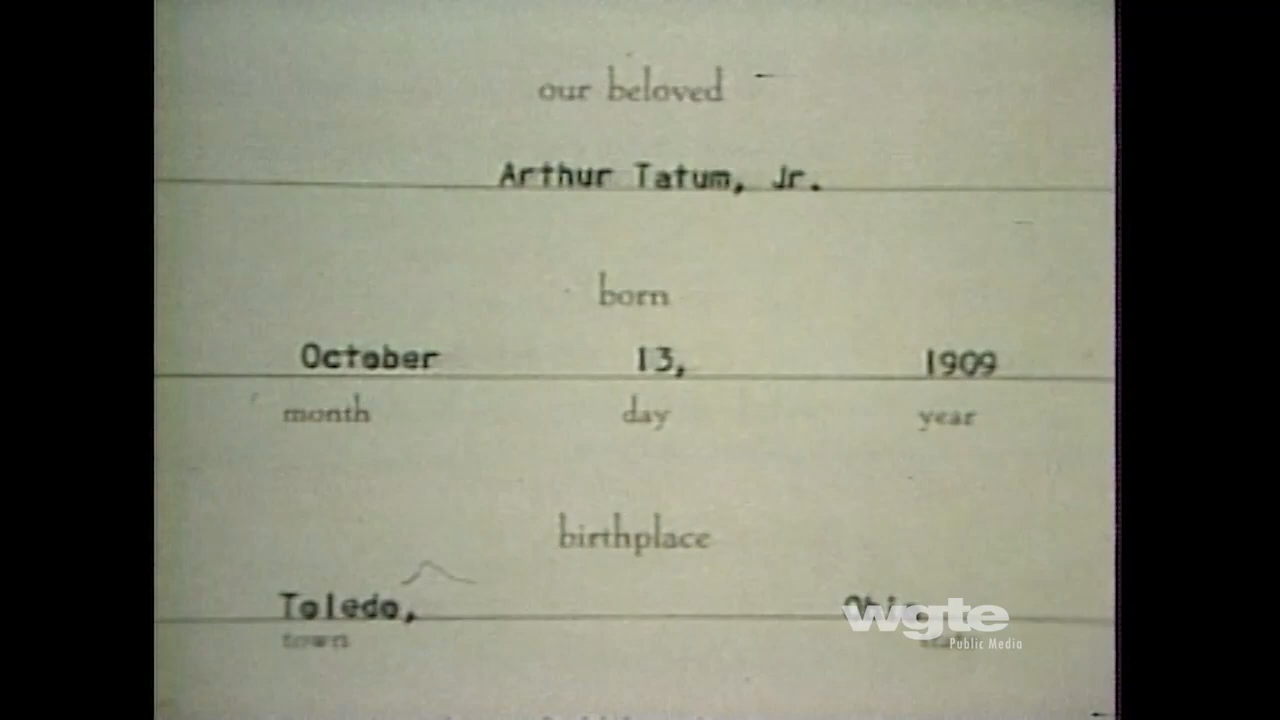 our beloved
Arthur Tatum, Jr.
born
October 13, 1909
month day year
birthplace
Toledo,
town
wgte
Public Media